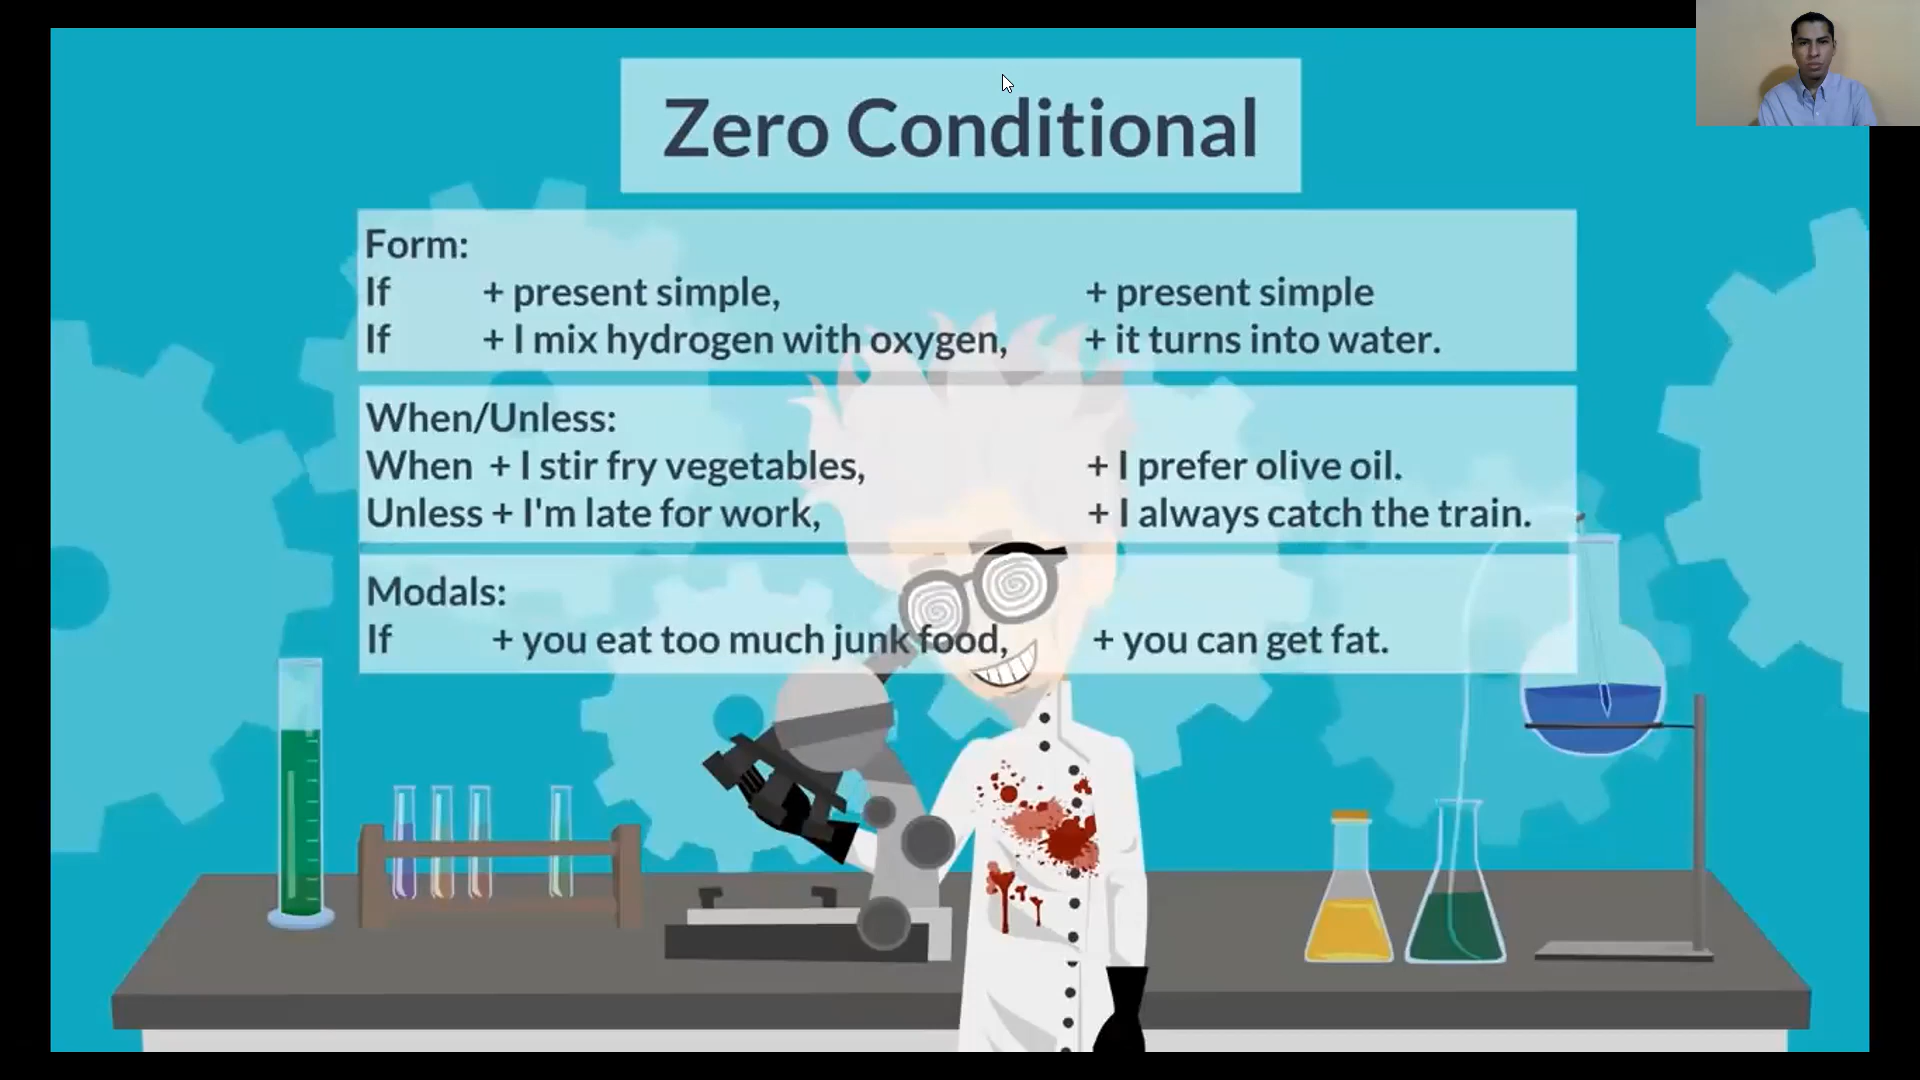 Zero Conditional
Form:
If + present simple, + present simple
If + I mix hydrogen with oxygen, + it turns into water.
When/Unless:
When + I stir fry vegetables, + I prefer olive oil.
Unless + I'm late for work, + I always catch the train.
Modals:
If + you eat too much junk food, + you can get fat.